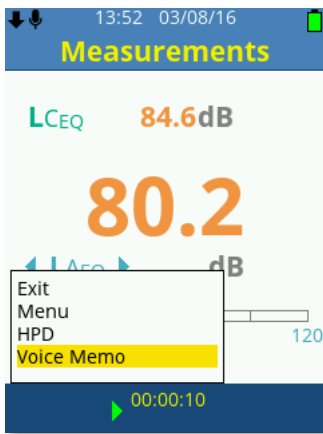 13:52 03/08/16
Measurements
LCEQ 84.6dB
80.2
LAEQ dB
Exit
Menu
HPD
Voice Memo
120
00:00:10